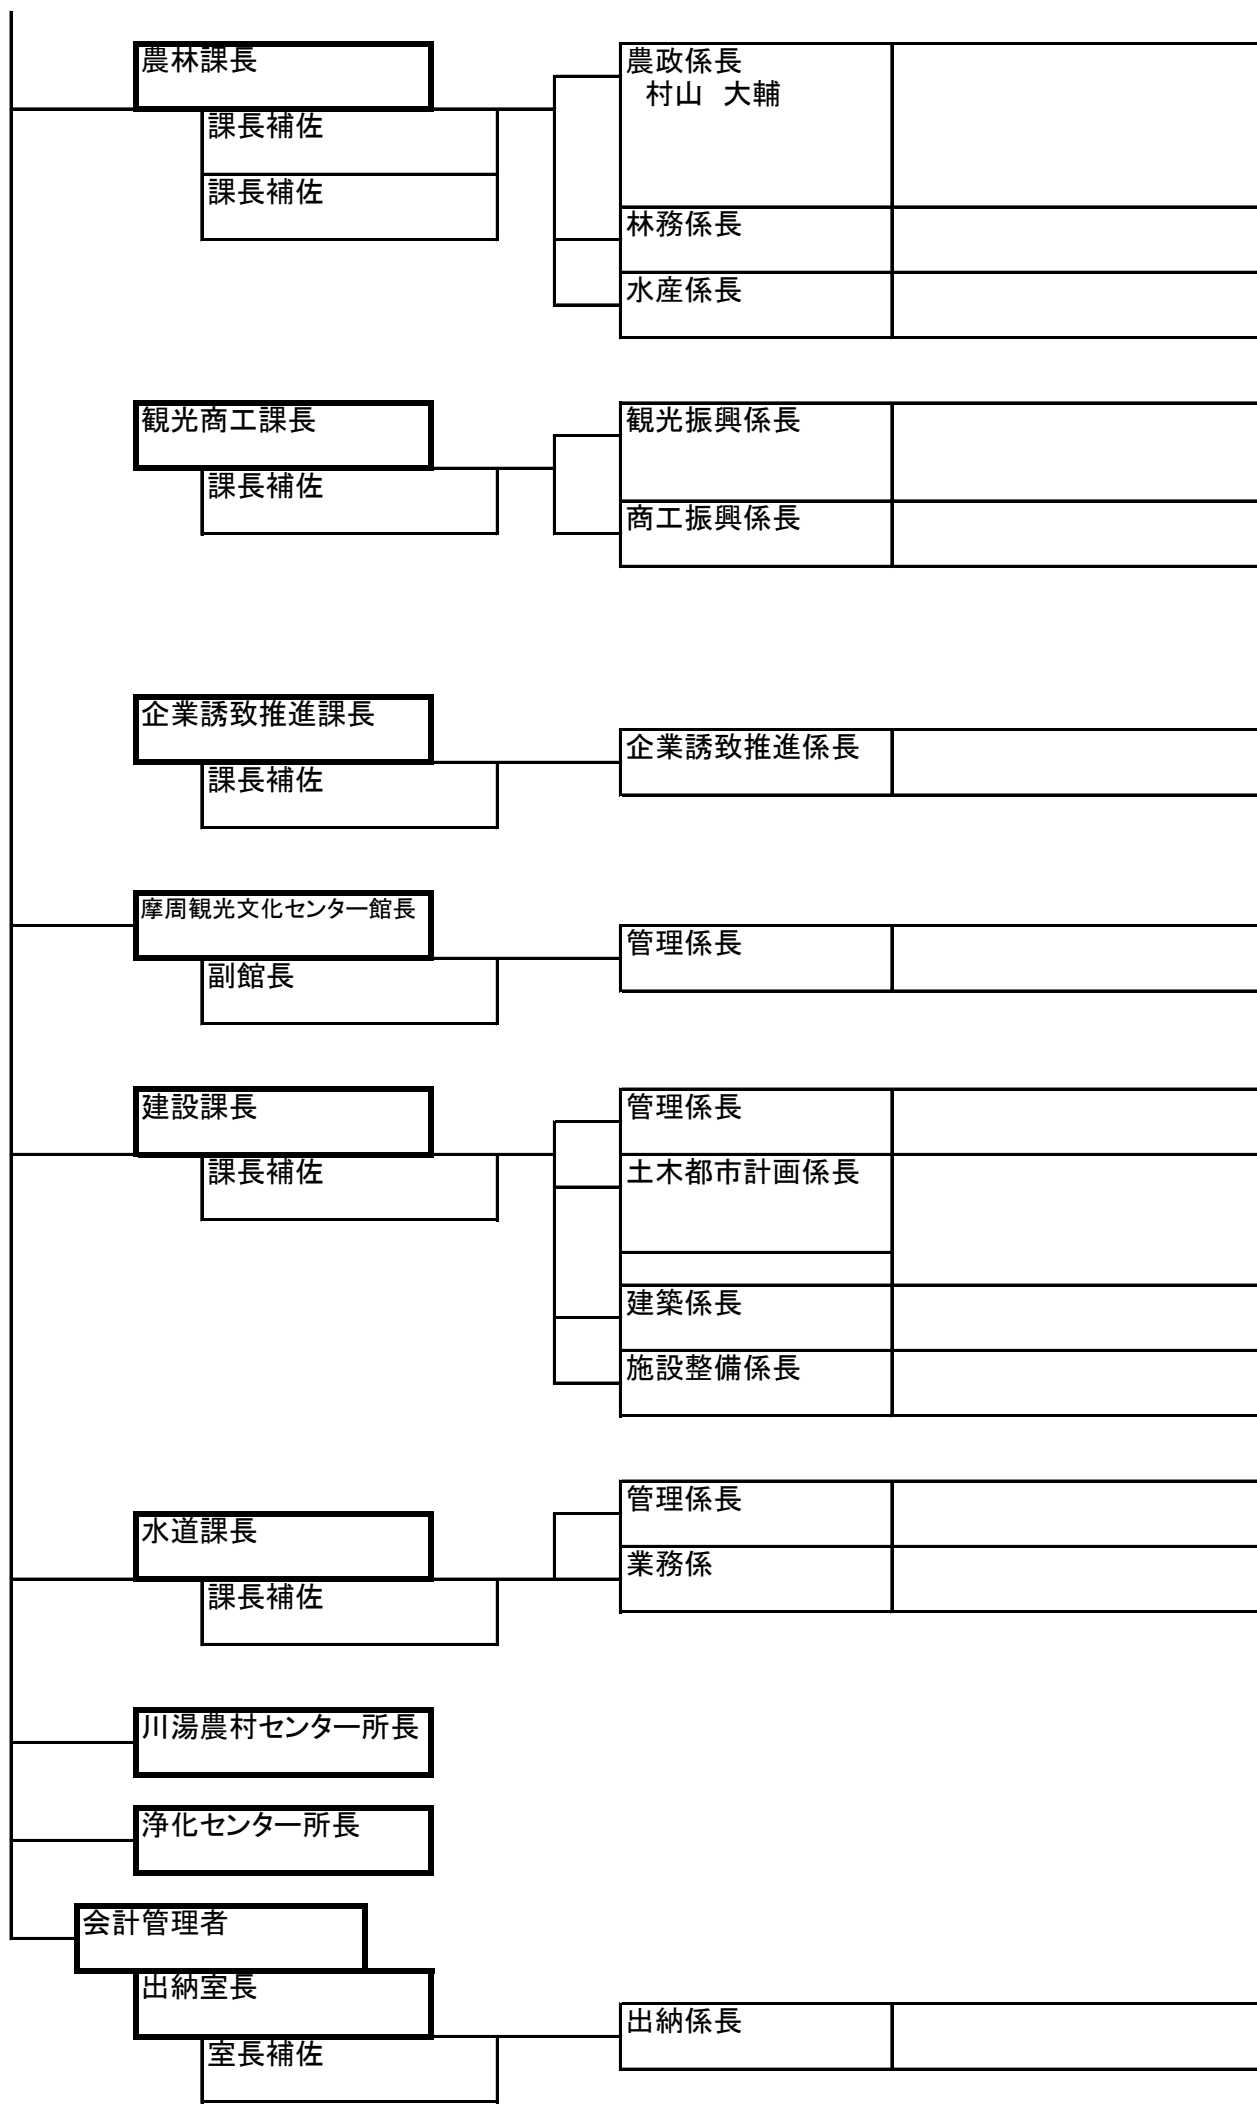 農林課長
課長補佐
課長補佐
農政係長
村山　大輔
林務係長
水産係長
観光商工課長
課長補佐
観光振興係長
商工振興係長
企業誘致推進課長
課長補佐
企業誘致推進係長
摩周観光文化センター館長
副館長
管理係長
建設課長
課長補佐
管理係長
土木都市計画係長
建築係長
施設整備係長
水道課長
課長補佐
管理係長
業務係
川湯農村センター所長
浄化センター所長
会計管理者
出納室長
室長補佐
出納係長